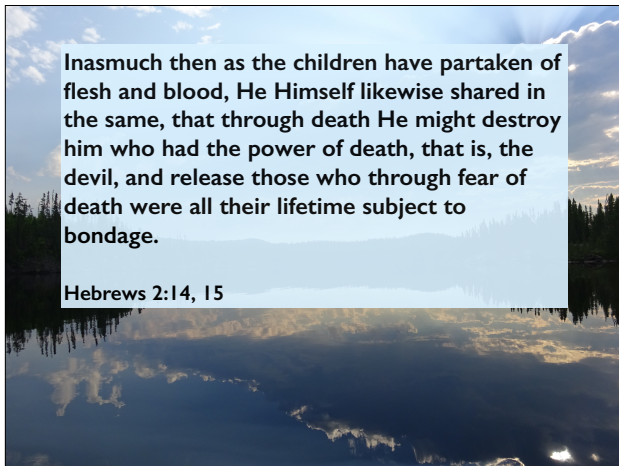 Inasmuch then as the children have partaken of
flesh and blood, He Himself likewise shared in
the same, that through death He might destroy
him who had the power of death, that is, the
devil, and release those who through fear of
death were all their lifetime subject to
bondage.
Hebrews 2:14, 15